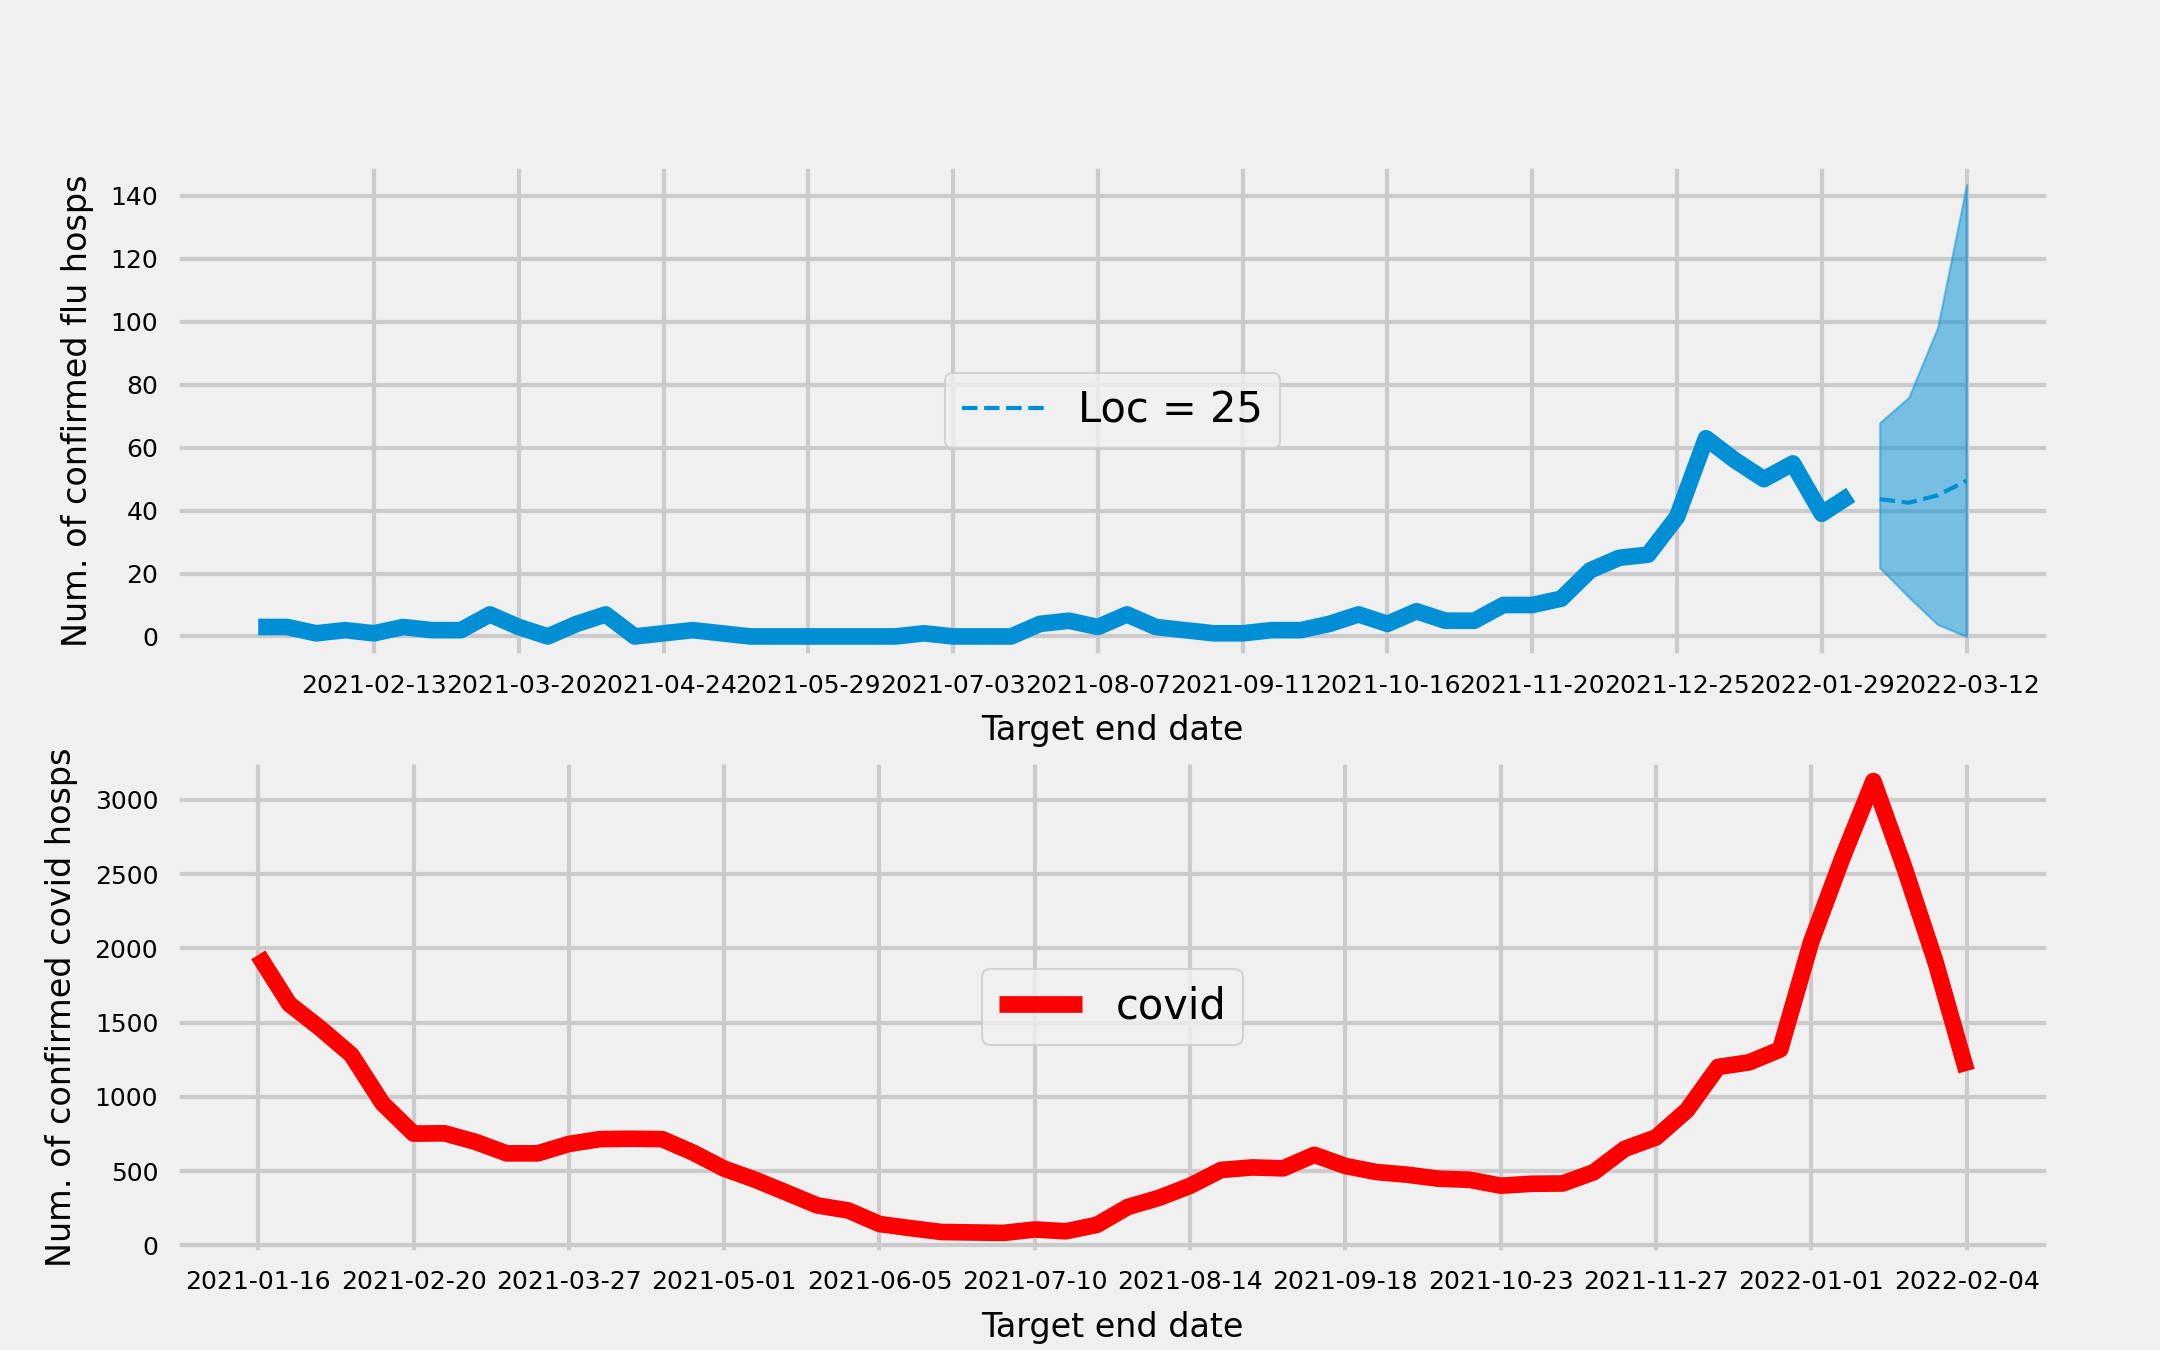 Num. of confirmed flu hosps
140
120
100
80
60
40
20
0
Loc = 25
2021-02-13 2021-03-20 2021-04-24 2021-05-29 2021-07-03 2021-08-07 2021-09-11 2021-10-16 2021-11-20 2021-12-25 2022-01-29 2022-03-12
Target end date
Num. of confirmed covid hosps
3000
2500
2000
1500
1000
500
0
covid
2021-01-16 2021-02-20 2021-03-27 2021-05-01 2021-06-05 2021-07-10 2021-08-14 2021-09-18 2021-10-23 2021-11-27 2022-01-01 2022-02-04
Target end date